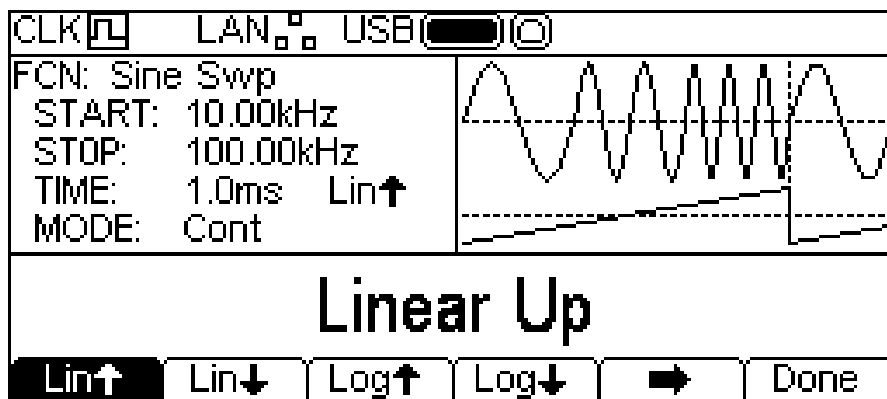 CLK LAN USB
FCN: Sine Swp
START: 10.00kHz
STOP: 100.00kHz
TIME: 1.0ms Lin↑
MODE: Cont
Linear Up
Lin↑ Lin↓ Log↑ Log↓ ➡ Done